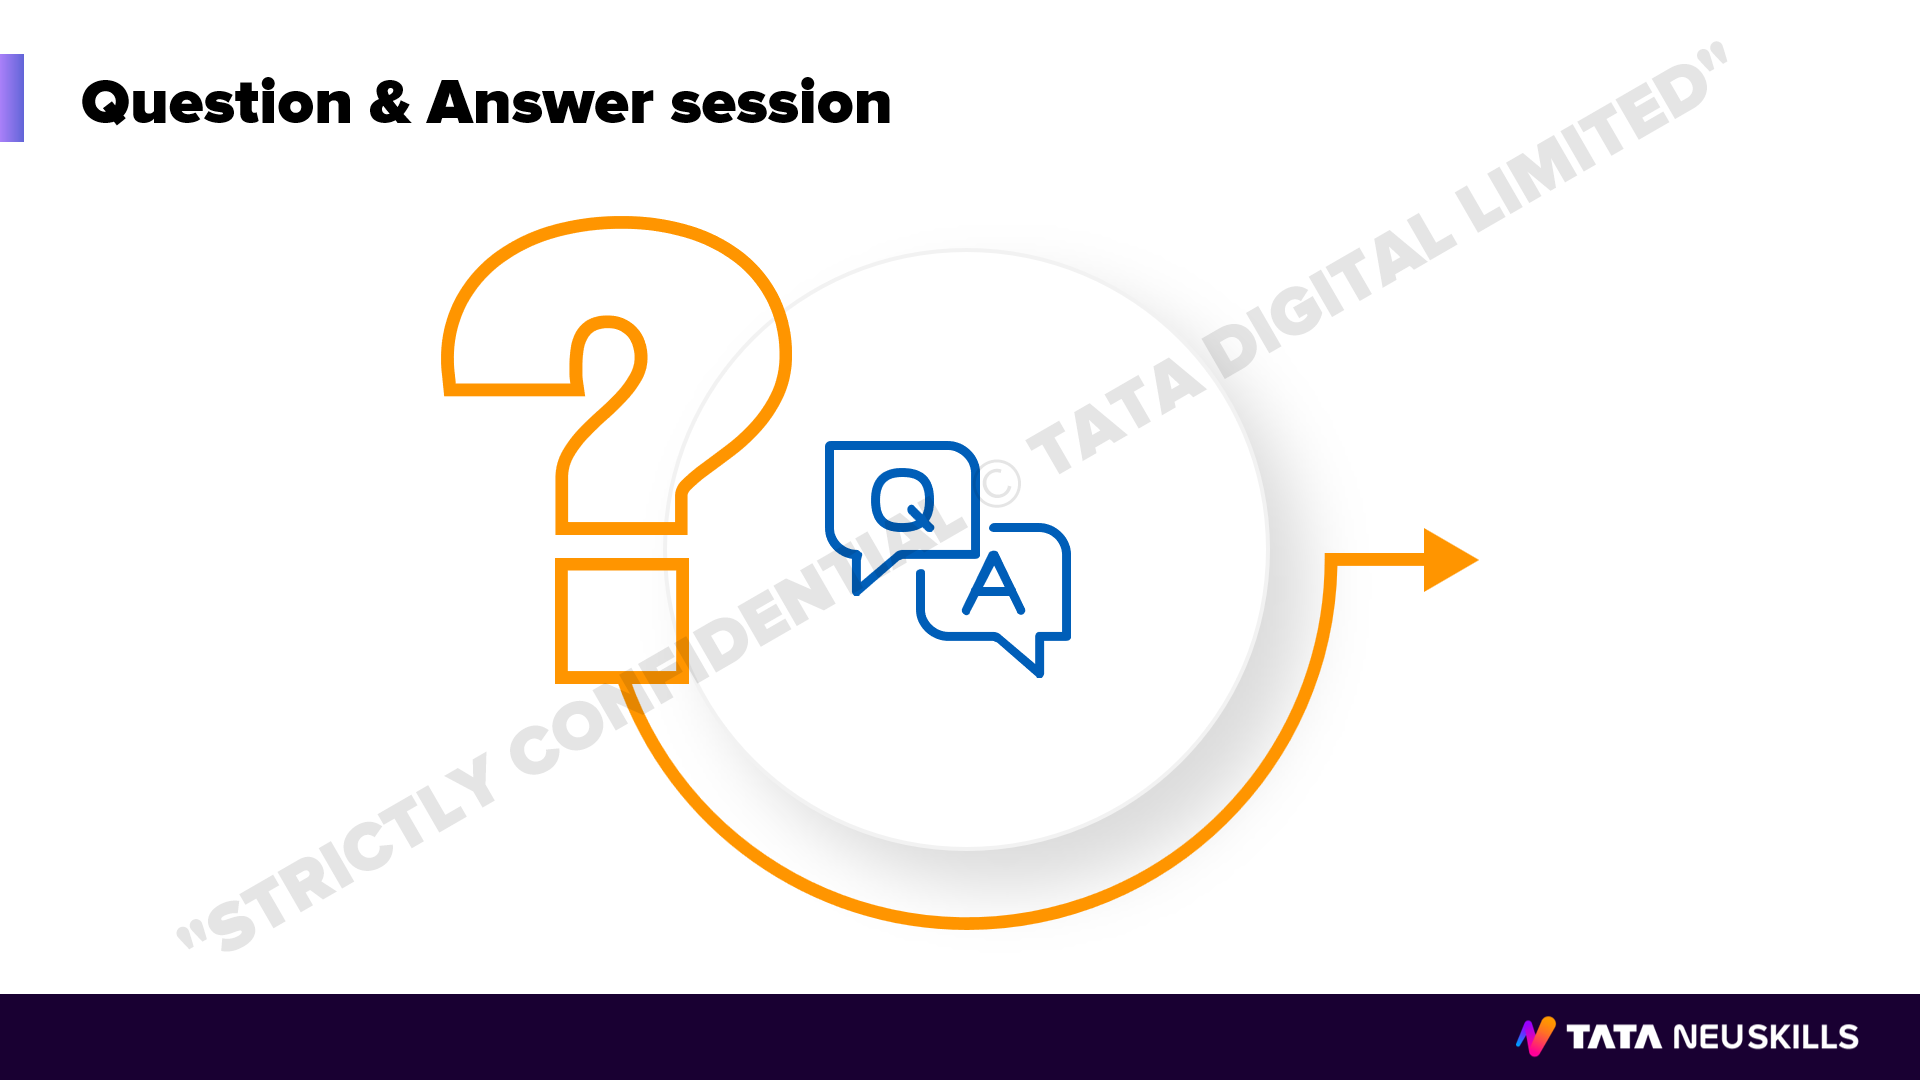 Question & Answer session
"STRICTLY CONFIDENTIAL © TATA DIGITAL LIMITED"
?
Q
A
TATA NEUSKILLS